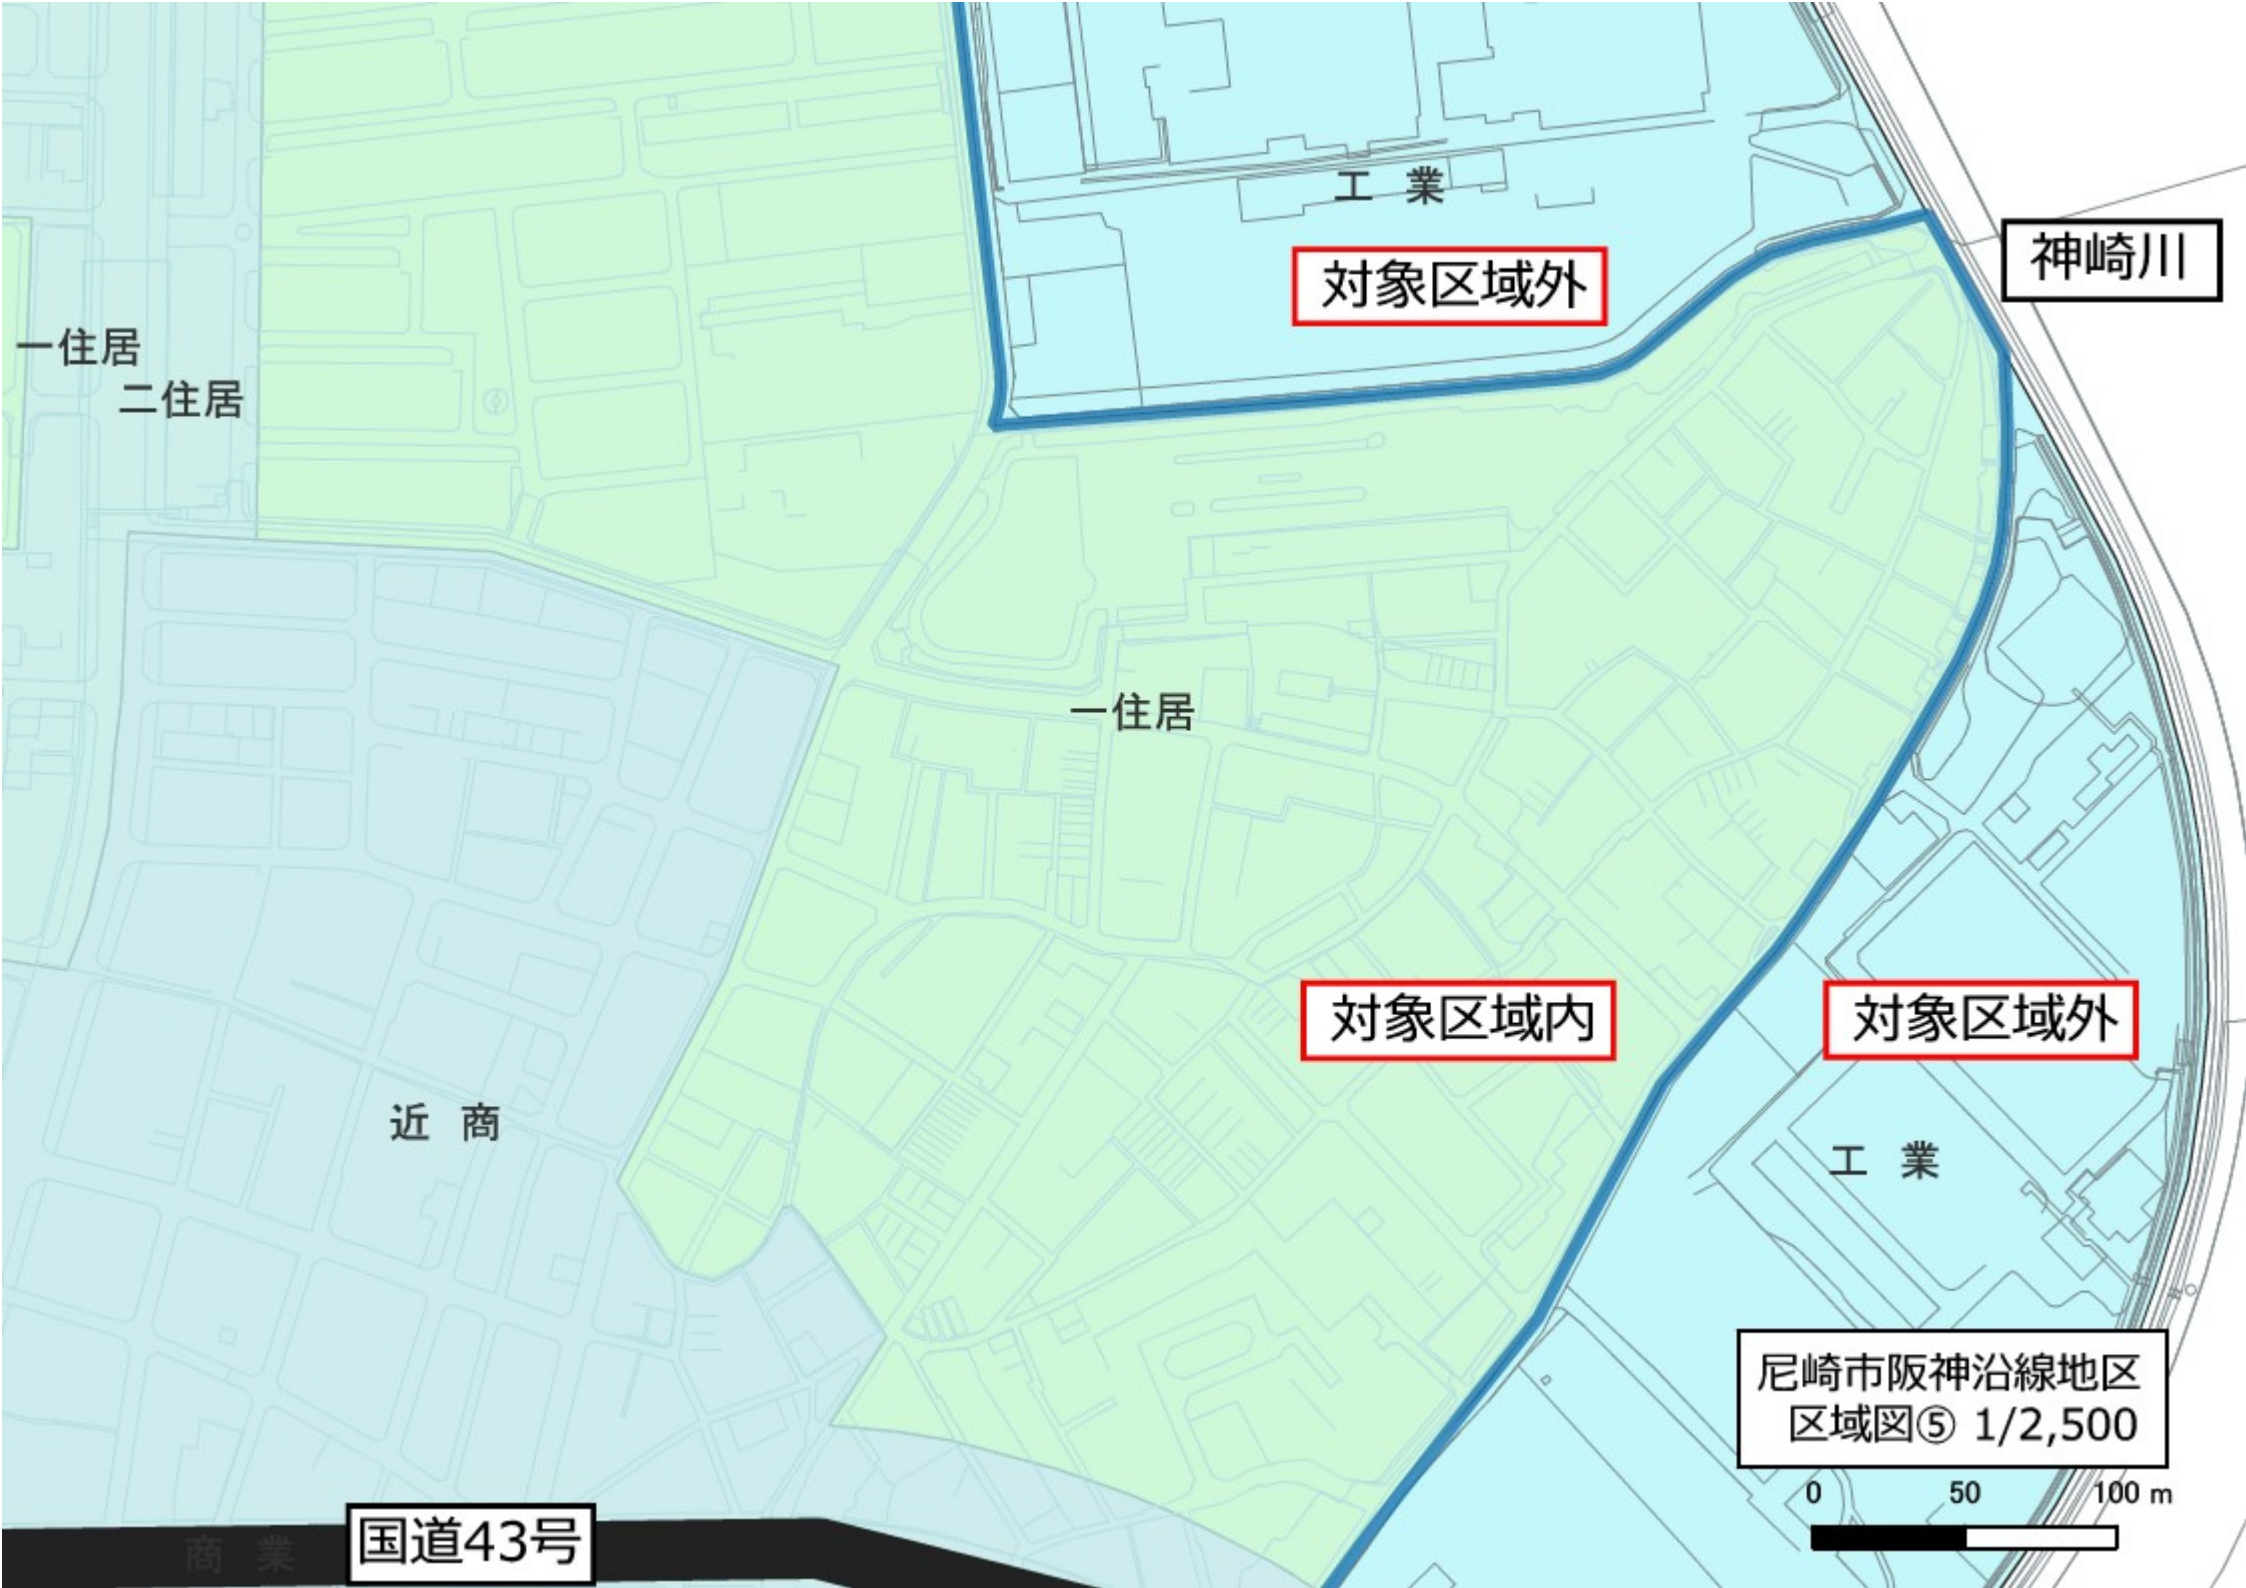 工 業
対象区域外
神崎川
一住居
二住居
一住居
対象区域内
対象区域外
近 商
工 業
尼崎市阪神沿線地区
区域図⑤ 1/2,500
0 50 100 m
国道43号
商 業